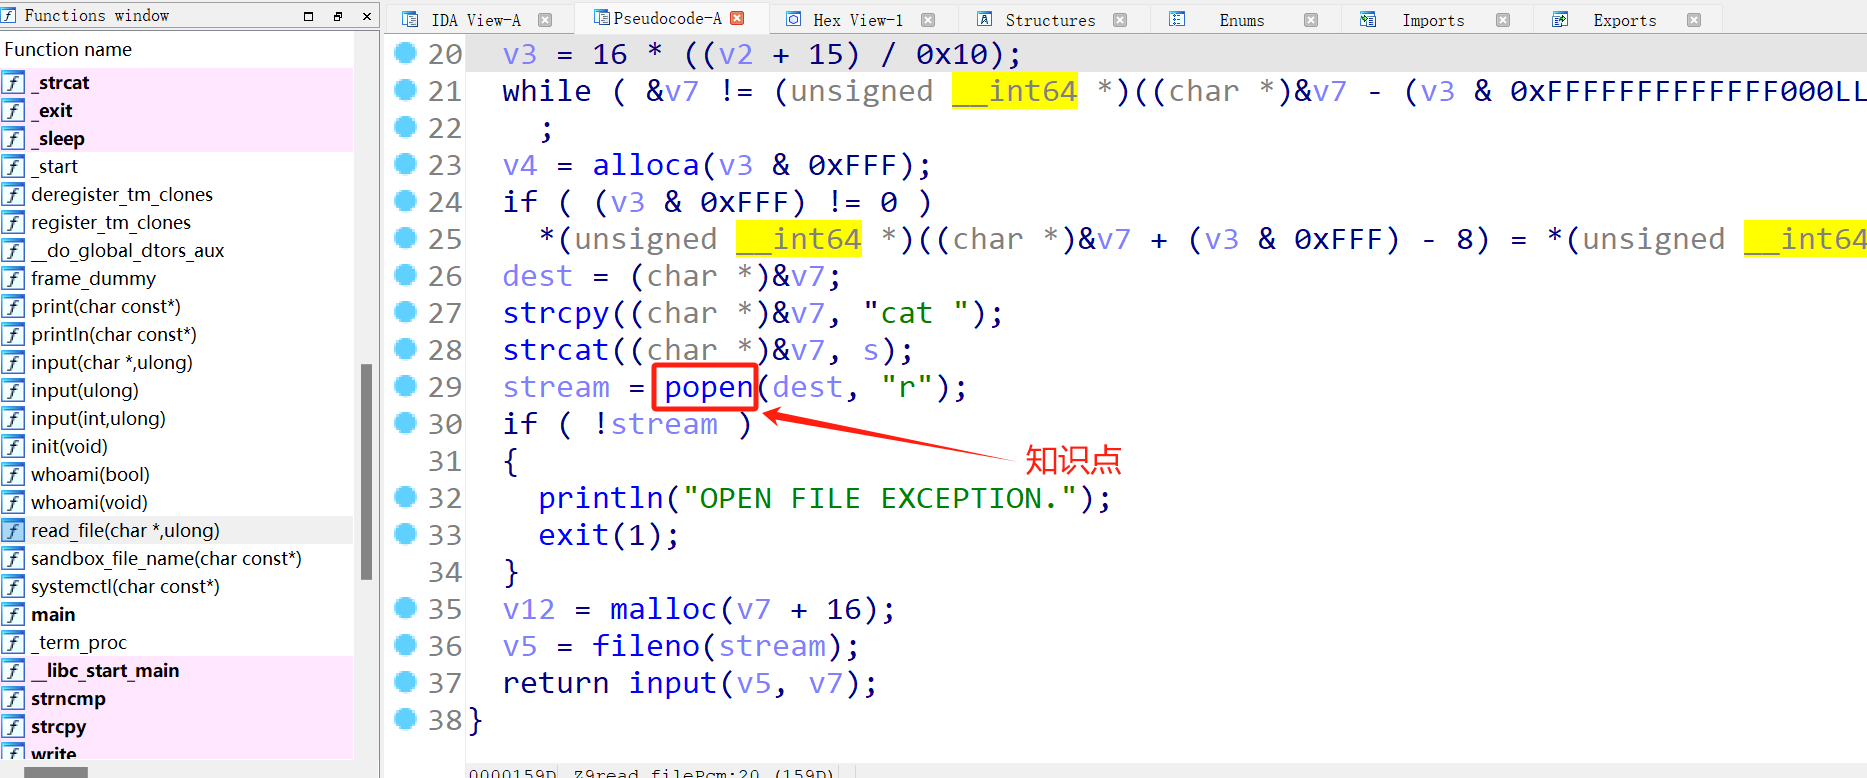 Functions window
Function name
_strcat
_exit
_sleep
_start
deregister_tm_clones
register_tm_clones
__do_global_dtors_aux
frame_dummy
print(char const*)
println(char const*)
input(char *,ulong)
input(ulong)
input(int,ulong)
init(void)
whoami(bool)
whoami(void)
read_file(char *,ulong)
sandbox_file_name(char const*)
systemctl(char const*)
main
_term_proc
__libc_start_main
strncmp
strcpy
write
IDA View-A Pseudocode-A Hex View-1 Structures Enums Imports Exports
20 v3 = 16 * ((v2 + 15) / 0x10);
21 while ( &v7 != (unsigned __int64 *)((char *)&v7 - (v3 & 0xFFFFFFFFFFFFF000LL
22 ;
23 v4 = alloca(v3 & 0xFFF);
24 if ( (v3 & 0xFFF) != 0 )
25 *(unsigned __int64 *)((char *)&v7 + (v3 & 0xFFF) - 8) = *(unsigned __int64
26 dest = (char *)&v7;
27 strcpy((char *)&v7, "cat ");
28 strcat((char *)&v7, s);
29 stream = popen(dest, "r");
30 if ( !stream )
31 {
知识点
32 println("OPEN FILE EXCEPTION.");
33 exit(1);
34 }
35 v12 = malloc(v7 + 16);
36 v5 = fileno(stream);
37 return input(v5, v7);
38 }
0000159D _Z9read_filePcm:20 (159D)